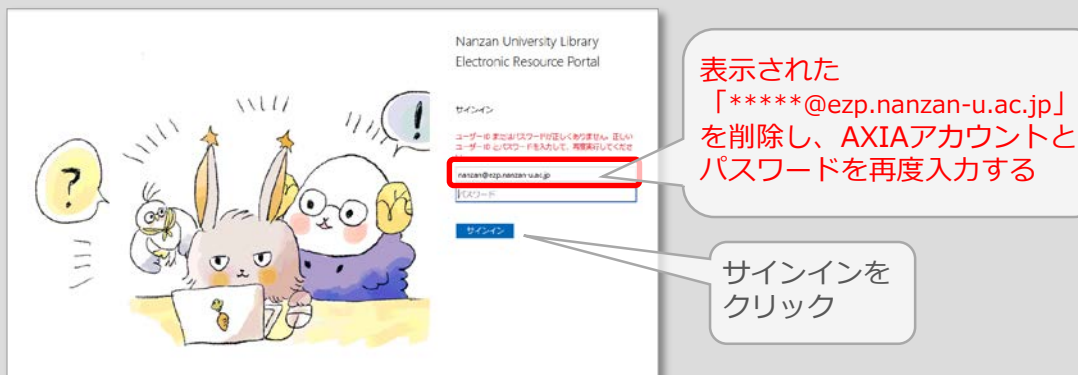 Nanzan University Library
Electronic Resource Portal
サインイン
ユーザー ID またはパスワードが正しくありません。正しい
ユーザー ID とパスワードを入力して、再度実行してくださ
nanzan@ezp.nanzan-u.ac.jp
パスワード
サインイン
表示された
「*****@ezp.nanzan-u.ac.jp」
を削除し、AXIAアカウントと
パスワードを再度入力する
サインインを
クリック
?
!